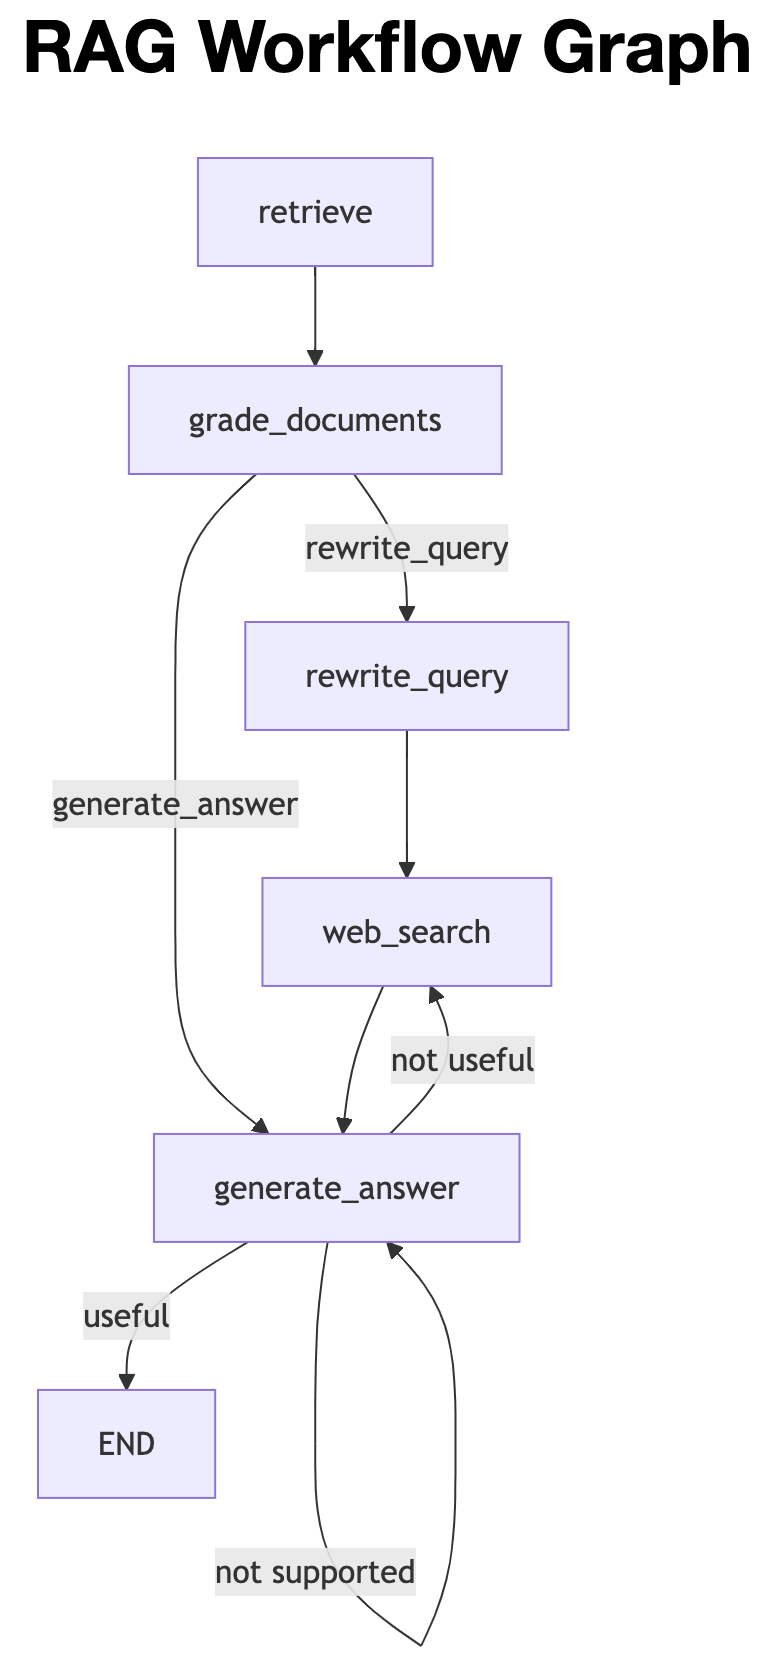 RAG Workflow Graph
retrieve
grade_documents
rewrite_query
rewrite_query
generate_answer
web_search
not useful
generate_answer
useful
END
not supported